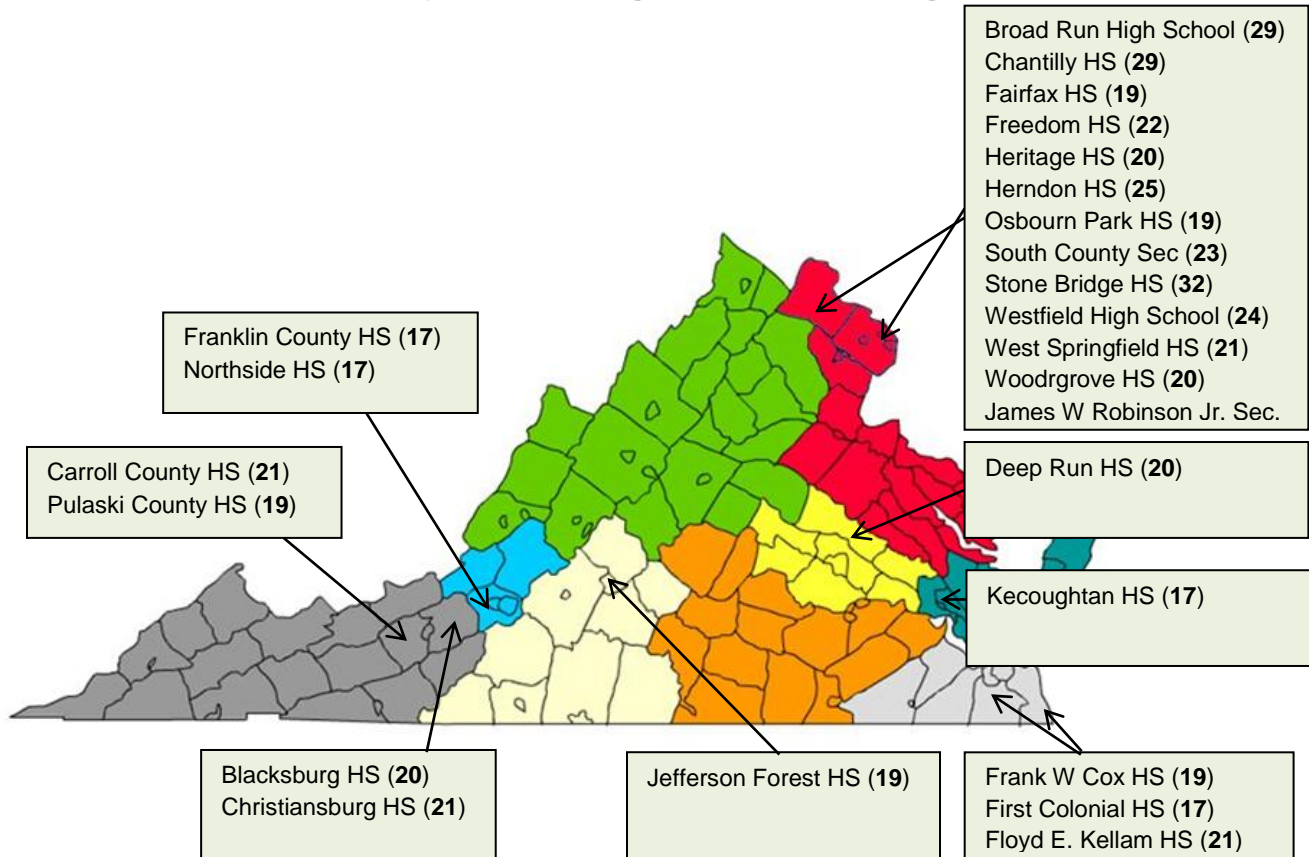 Broad Run High School (29)
Chantilly HS (29)
Fairfax HS (19)
Freedom HS (22)
Heritage HS (20)
Herndon HS (25)
Osbourn Park HS (19)
South County Sec (23)
Stone Bridge HS (32)
Westfield High School (24)
West Springfield HS (21)
Woodrgrove HS (20)
James W Robinson Jr. Sec.
Franklin County HS (17)
Northside HS (17)
Carroll County HS (21)
Pulaski County HS (19)
Deep Run HS (20)
Kecoughtan HS (17)
Blacksburg HS (20)
Christiansburg HS (21)
Jefferson Forest HS (19)
Frank W Cox HS (19)
First Colonial HS (17)
Floyd E. Kellam HS (21)